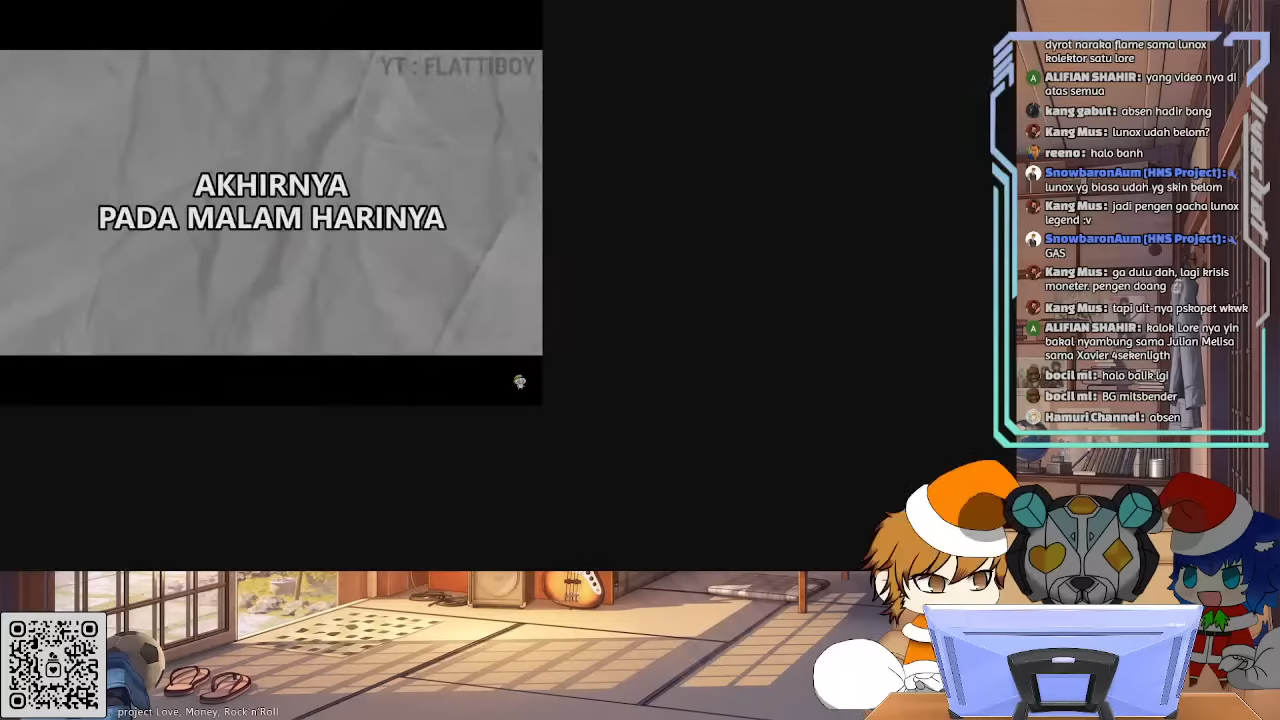 YT : FLATTIBOY
AKHIRNYA
PADA MALAM HARINYA
dyrot naraka flame sama lunox
kolektor satu lore
A ALIFIAN SHAHIR: yang video nya di
atas semua
kang gabut: absen hadir bang
Kang Mus: lunox udah belom?
reeno: halo banh
SnowbaronAum [HNS Project]:
lunox yg biasa udah yg skin belom
Kang Mus: jadi pengen gacha lunox
legend :v
SnowbaronAum [HNS Project]:
GAS
Kang Mus: ga dulu dah, lagi krisis
moneter. pengen doang
Kang Mus: tapi ult-nya pskopet wkwk
A ALIFIAN SHAHIR: kalok Lore nya yin
bakal nyambung sama Julian Melisa
sama Xavier 4sekenligth
bocil ml: halo balik.lgI
bocil ml: BG mitsbender
Hamuri Channel: absen
project Love, Money, Rock'n'Roll